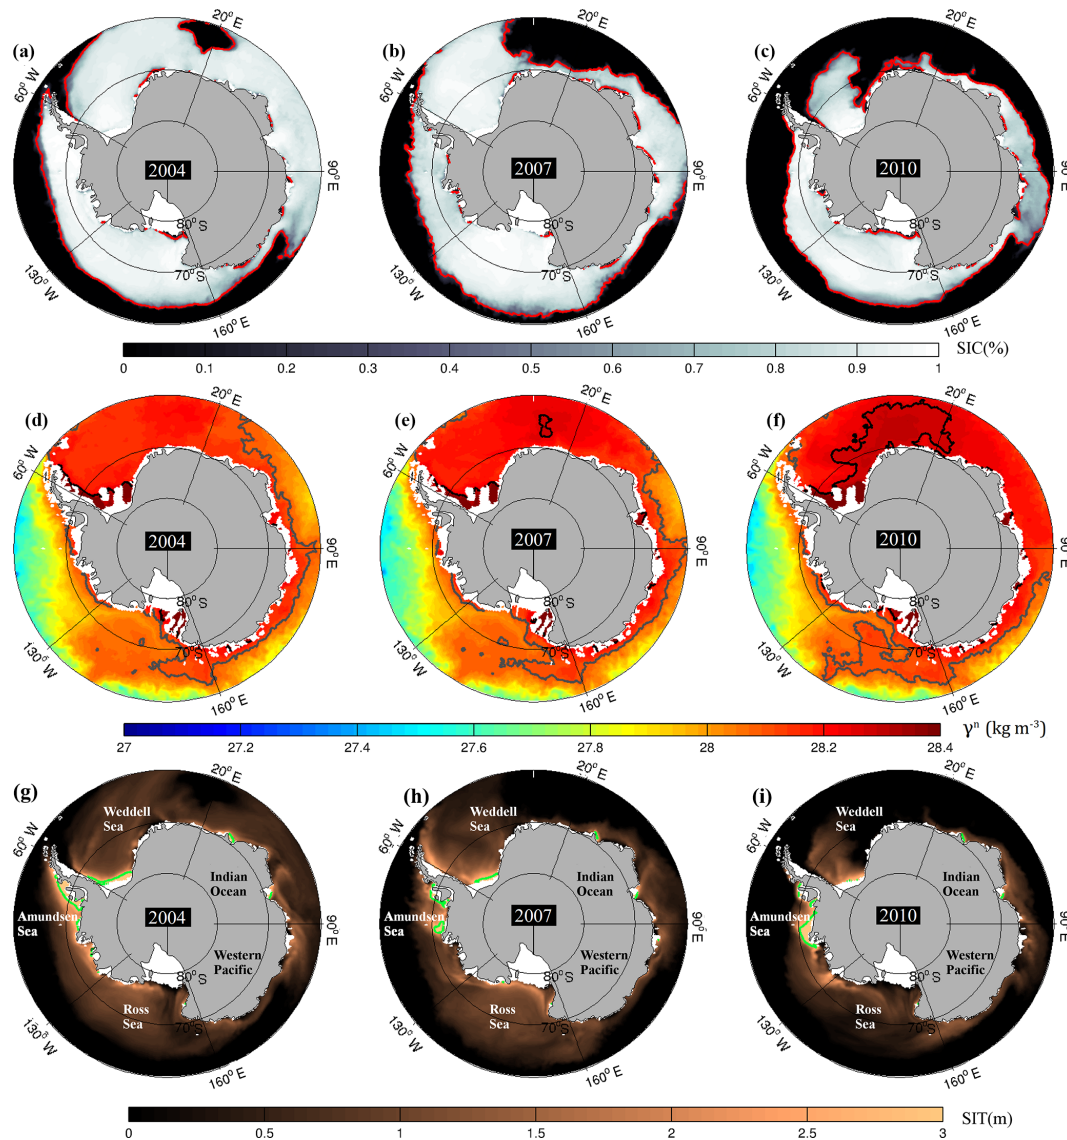 (a)
20° E
60° W
90° E
2004
80° S
70° S
130° W
160° E
(b)
20° E
60° W
90° E
2007
80° S
70° S
130° W
160° E
(c)
20° E
60° W
90° E
2010
80° S
70° S
130° W
160° E
0 0.1 0.2 0.3 0.4 0.5 0.6 0.7 0.8 0.9 1
SIC(%)
(d)
20° E
60° W
90° E
2004
80° S
70° S
130° W
160° E
(e)
20° E
60° W
90° E
2007
80° S
70° S
130° W
160° E
(f)
20° E
60° W
90° E
2010
80° S
70° S
130° W
160° E
27 27.2 27.4 27.6 27.8 28 28.2 28.4
γⁿ (kg m⁻³)
(g)
20° E
60° W
Weddell
Sea
Indian
Ocean
2004
Amundsen
Sea
90° E
Western
Pacific
80° S
Ross
Sea
70° S
130° W
160° E
(h)
20° E
60° W
Weddell
Sea
Indian
Ocean
2007
Amundsen
Sea
90° E
Western
Pacific
80° S
Ross
Sea
70° S
130° W
160° E
(i)
20° E
60° W
Weddell
Sea
Indian
Ocean
2010
Amundsen
Sea
90° E
Western
Pacific
80° S
Ross
Sea
70° S
130° W
160° E
0 0.5 1 1.5 2 2.5 3
SIT(m)